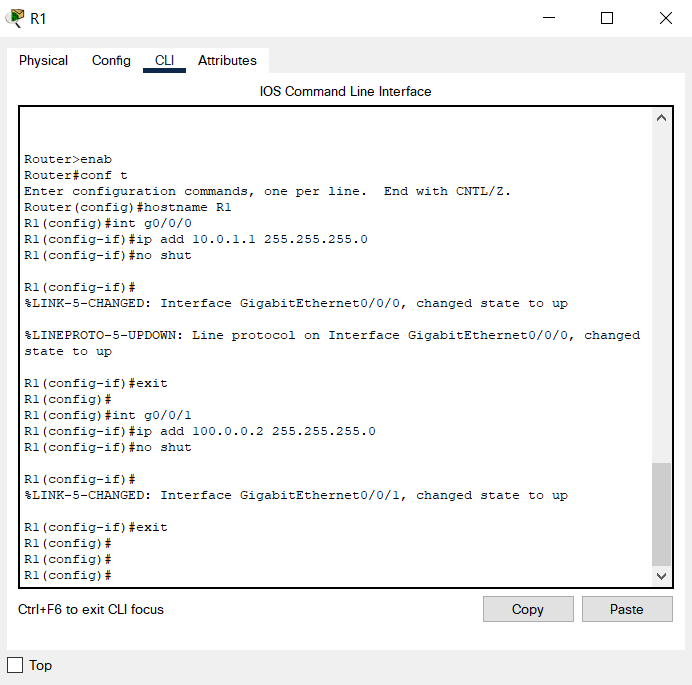 R1
Physical Config CLI Attributes
IOS Command Line Interface
Router>enab
Router#conf t
Enter configuration commands, one per line.  End with CNTL/Z.
Router(config)#hostname R1
R1(config)#int g0/0/0
R1(config-if)#ip add 10.0.1.1 255.255.255.0
R1(config-if)#no shut
R1(config-if)#
%LINK-5-CHANGED: Interface GigabitEthernet0/0/0, changed state to up
%LINEPROTO-5-UPDOWN: Line protocol on Interface GigabitEthernet0/0/0, changed
state to up
R1(config-if)#exit
R1(config)#
R1(config)#int g0/0/1
R1(config-if)#ip add 100.0.0.2 255.255.255.0
R1(config-if)#no shut
R1(config-if)#
%LINK-5-CHANGED: Interface GigabitEthernet0/0/1, changed state to up
R1(config-if)#exit
R1(config)#
R1(config)#
R1(config)#
Ctrl+F6 to exit CLI focus
Copy Paste
Top